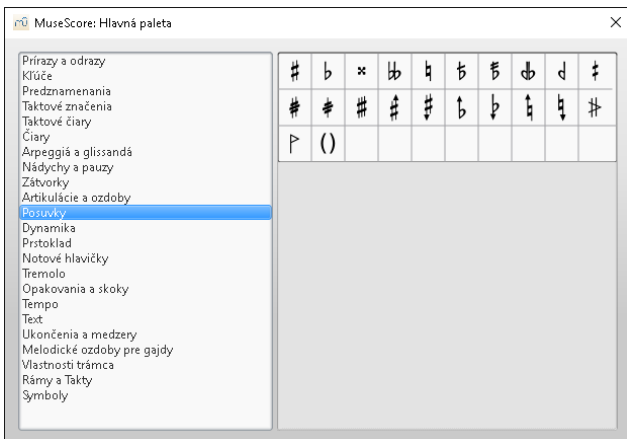 MuseScore: Hlavná paleta
Prírazy a odrazy
Kľúče
Predznamenania
Taktové značenia
Taktové čiary
Čiary
Arpeggiá a glissandá
Nádychy a pauzy
Zátvorky
Artikulácie a ozdoby
Posuvky
Dynamika
Prstoklad
Notové hlavičky
Tremolo
Opakovania a skoky
Tempo
Text
Ukončenia a medzery
Melodické ozdoby pre gajdy
Vlastnosti trámca
Rámy a Takty
Symboly